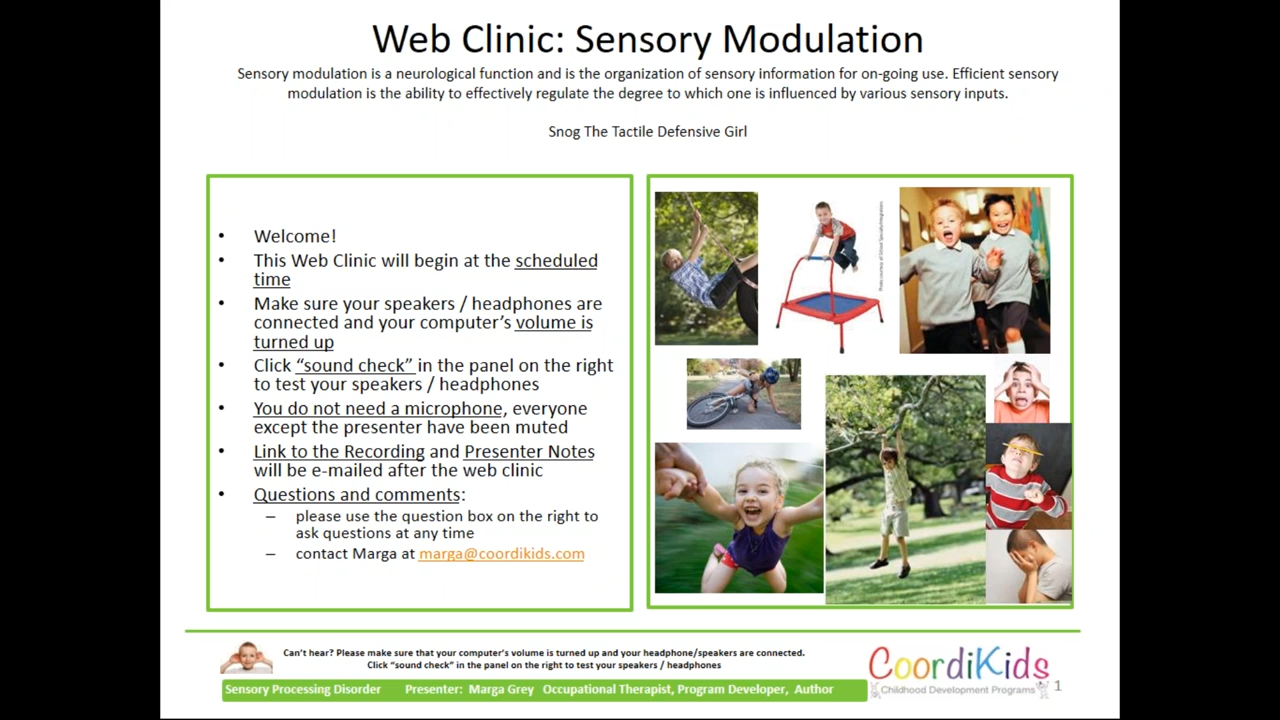 Web Clinic: Sensory Modulation
Sensory modulation is a neurological function and is the organization of sensory information for on-going use. Efficient sensory
modulation is the ability to effectively regulate the degree to which one is influenced by various sensory inputs.
Snog The Tactile Defensive Girl
• Welcome!
• This Web Clinic will begin at the scheduled
time
• Make sure your speakers / headphones are
connected and your computer's volume is
turned up
• Click “sound check” in the panel on the right
to test your speakers / headphones
• You do not need a microphone, everyone
except the presenter have been muted
• Link to the Recording and Presenter Notes
will be e-mailed after the web clinic
• Questions and comments:
– please use the question box on the right to
ask questions at any time
– contact Marga at marga@coordikids.com
Can't hear? Please make sure that your computer's volume is turned up and your headphone/speakers are connected.
Click “sound check” in the panel on the right to test your speakers / headphones
Sensory Processing Disorder Presenter: Marga Grey Occupational Therapist, Program Developer, Author
CoordiKids
Childhood Development Programs
1